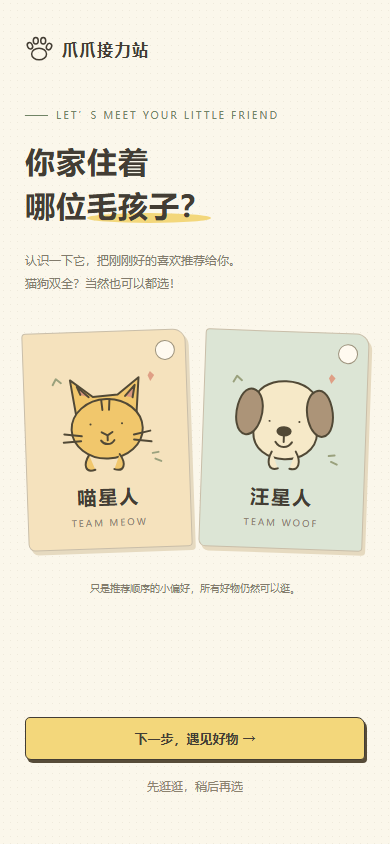 爪爪接力站
LET' S MEET YOUR LITTLE FRIEND
你家住着
哪位毛孩子?
认识一下它，把刚刚好的喜欢推荐给你。
猫狗双全？当然也可以都选！
喵星人
TEAM MEOW
汪星人
TEAM WOOF
只是推荐顺序的小偏好，所有好物仍然可以逛。
下一步，遇见好物 →
先逛逛，稍后再选